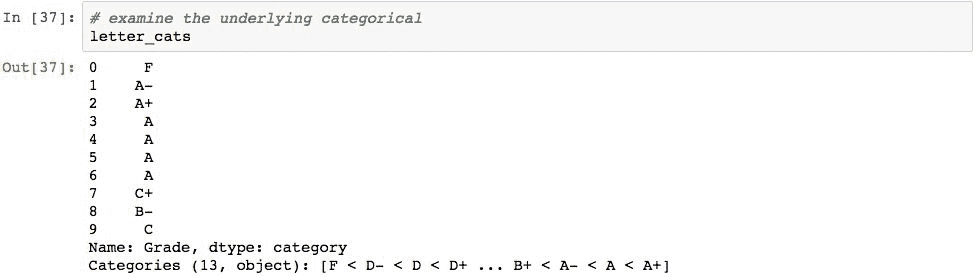 In [37]: # examine the underlying categorical
letter_cats
Out[37]: 0 F
1 A-
2 A+
3 A
4 A
5 A
6 A
7 C+
8 B-
9 C
Name: Grade, dtype: category
Categories (13, object): [F < D- < D < D+ ... B+ < A- < A < A+]